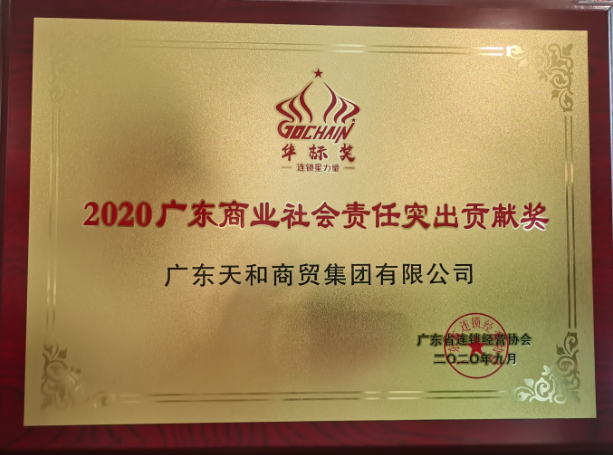 GOCHAIN
华标奖
连锁星力量
2020广东商业社会责任突出贡献奖
广东天和商贸集团有限公司
广东省连锁经营协会
二〇二〇年九月